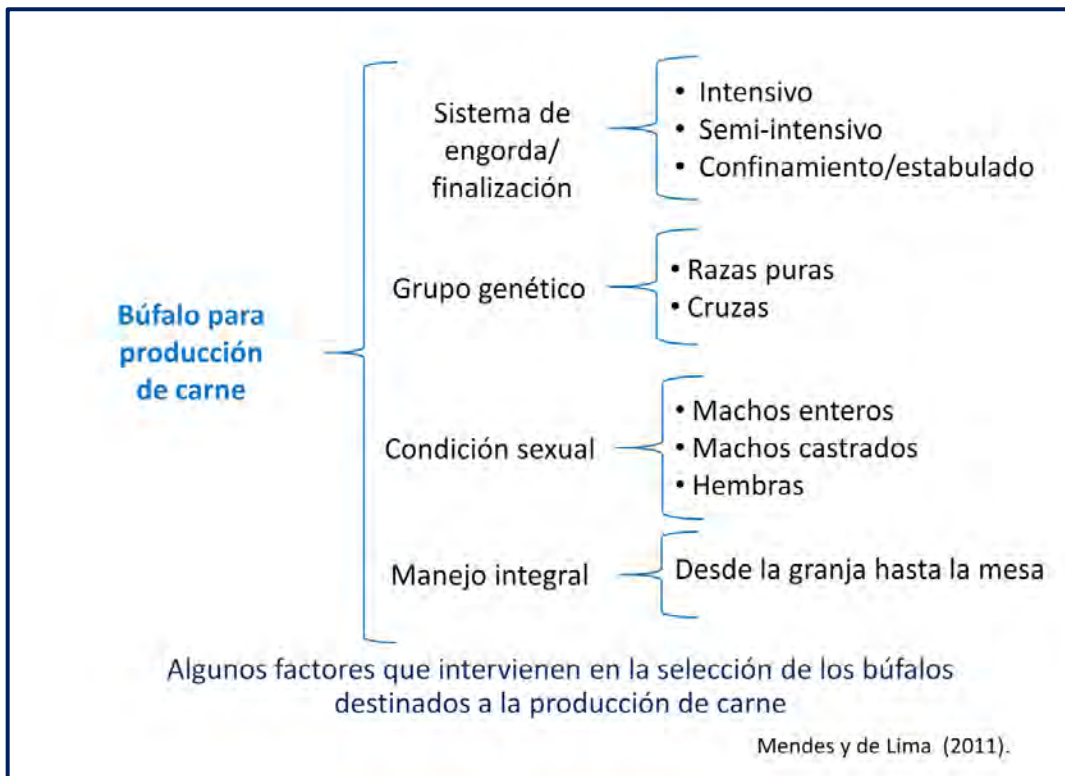 Sistema de
engorda/
finalización
• Intensivo
• Semi-intensivo
• Confinamiento/estabulado
Grupo genético
• Razas puras
• Cruzas
Búfalo para
producción
de carne
Condición sexual
• Machos enteros
• Machos castrados
• Hembras
Manejo integral
Desde la granja hasta la mesa
Algunos factores que intervienen en la selección de los búfalos
destinados a la producción de carne
Mendes y de Lima (2011).